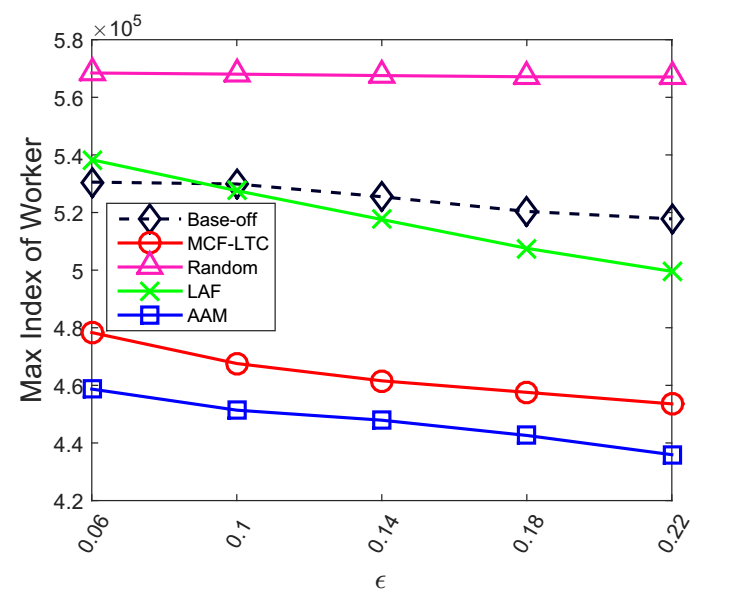 ×10⁵
5.8
5.6
5.4
5.2
5
4.8
4.6
4.4
4.2
Max Index of Worker
Base-off
MCF-LTC
Random
LAF
AAM
0.06
0.1
0.14
0.18
0.22
ϵ